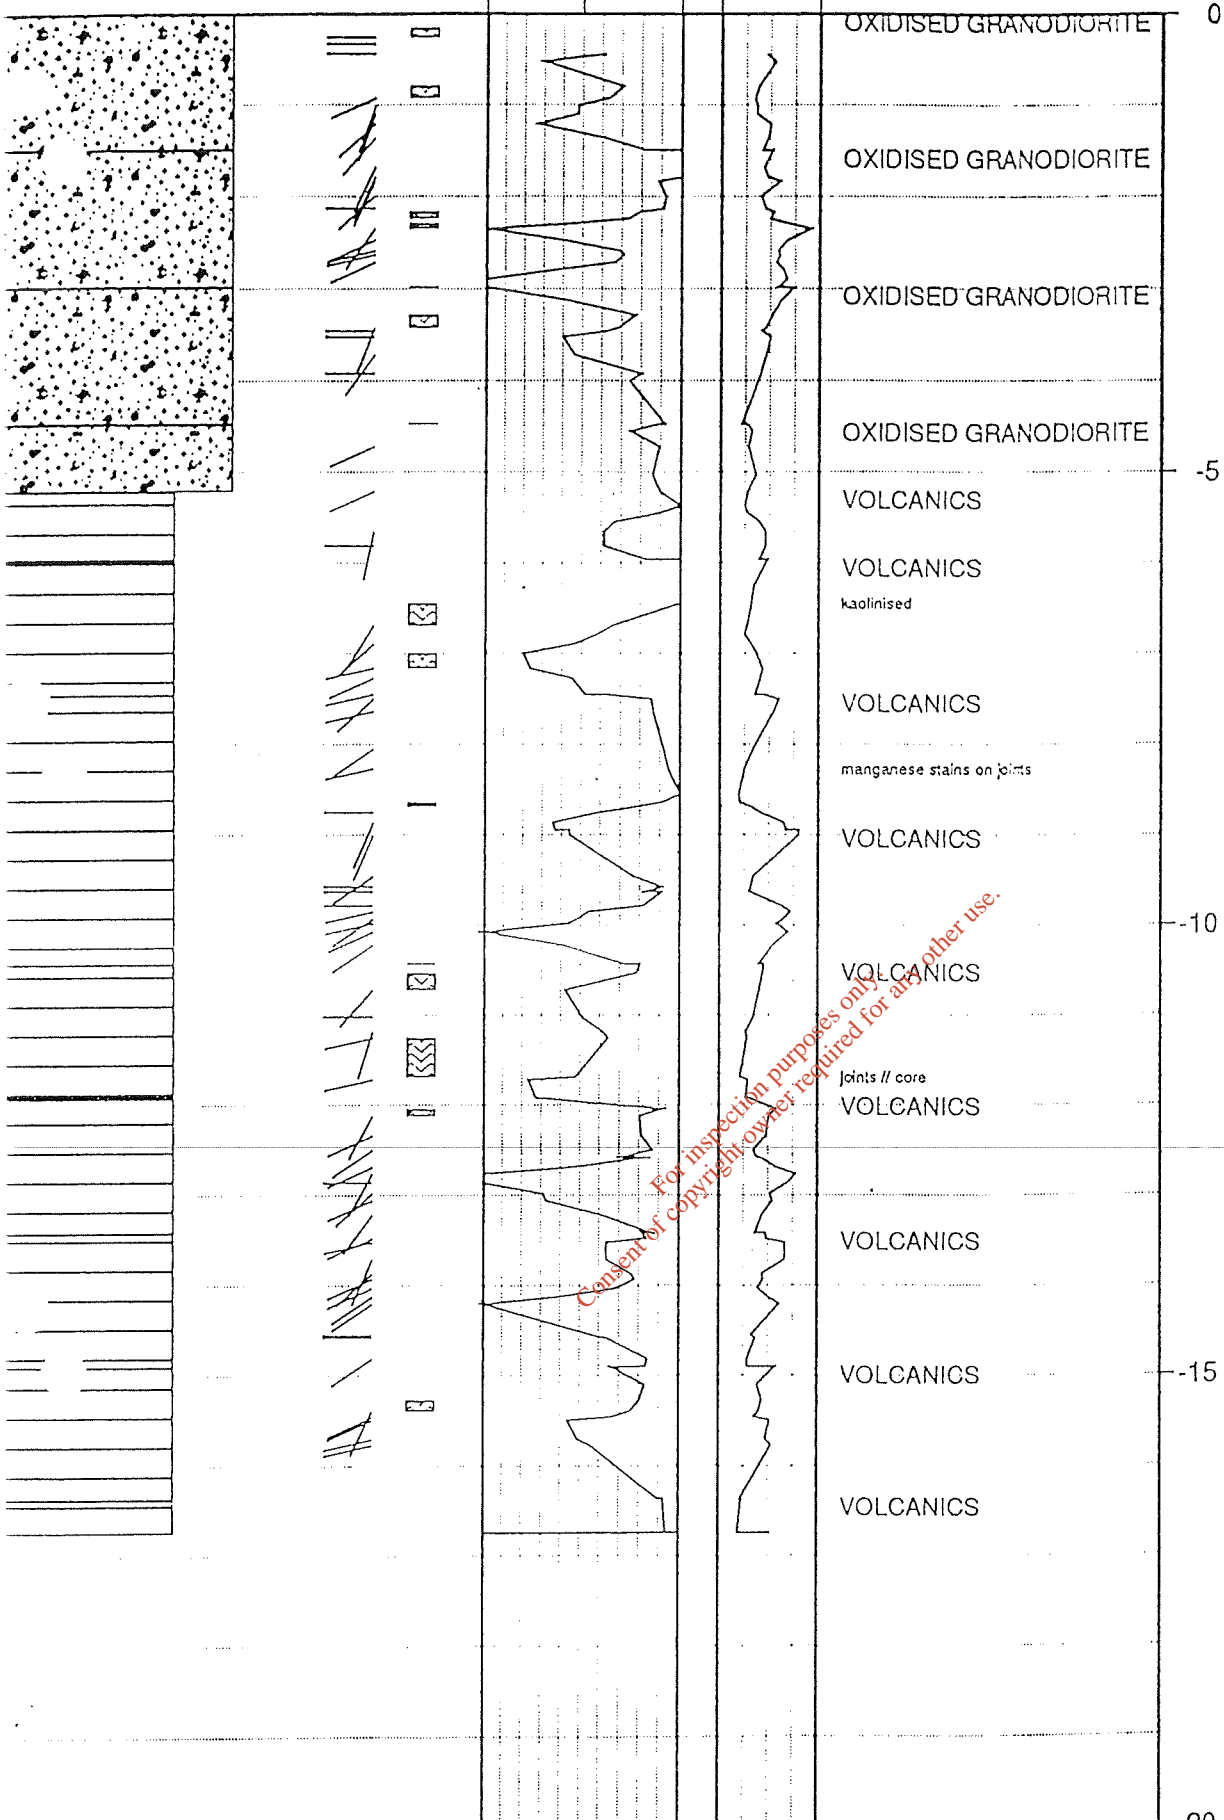 OXIDISED GRANODIORITE
0
OXIDISED GRANODIORITE
OXIDISED GRANODIORITE
OXIDISED GRANODIORITE
-5
VOLCANICS
VOLCANICS
kaolinised
VOLCANICS
manganese stains on joints
VOLCANICS
-10
VOLCANICS
joints // core
VOLCANICS
For inspection purposes only.
Consent of copyright owner required for any other use.
VOLCANICS
VOLCANICS
-15
VOLCANICS